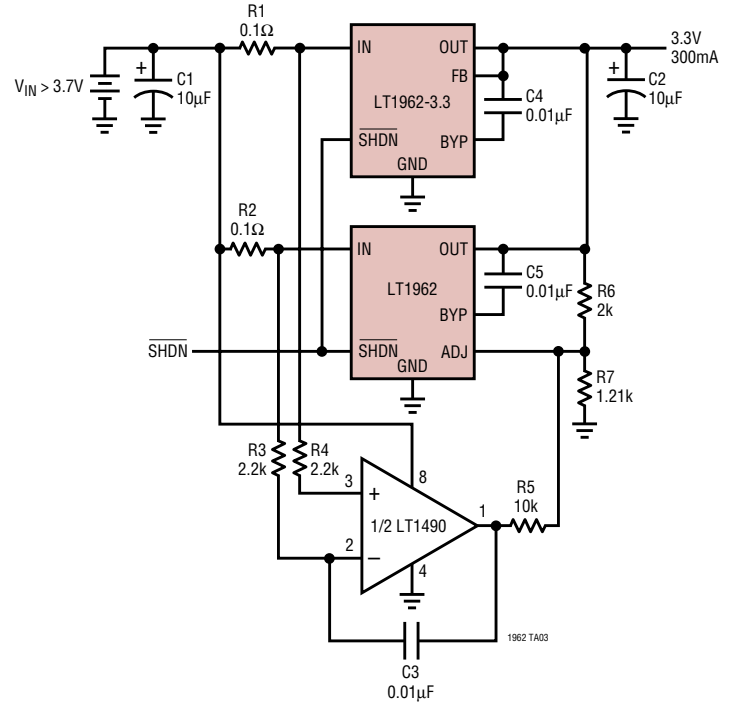 R1
0.1Ω
IN
OUT
3.3V
300mA
FB
V_IN > 3.7V
+
C1
10µF
LT1962-3.3
C4
0.01µF
+
C2
10µF
SHDN
BYP
GND
R2
0.1Ω
IN
OUT
LT1962
C5
0.01µF
R6
2k
BYP
SHDN
SHDN
ADJ
GND
R7
1.21k
R3
2.2k
R4
2.2k
3
+
8
1/2 LT1490
1
R5
10k
2
–
4
1962 TA03
C3
0.01µF